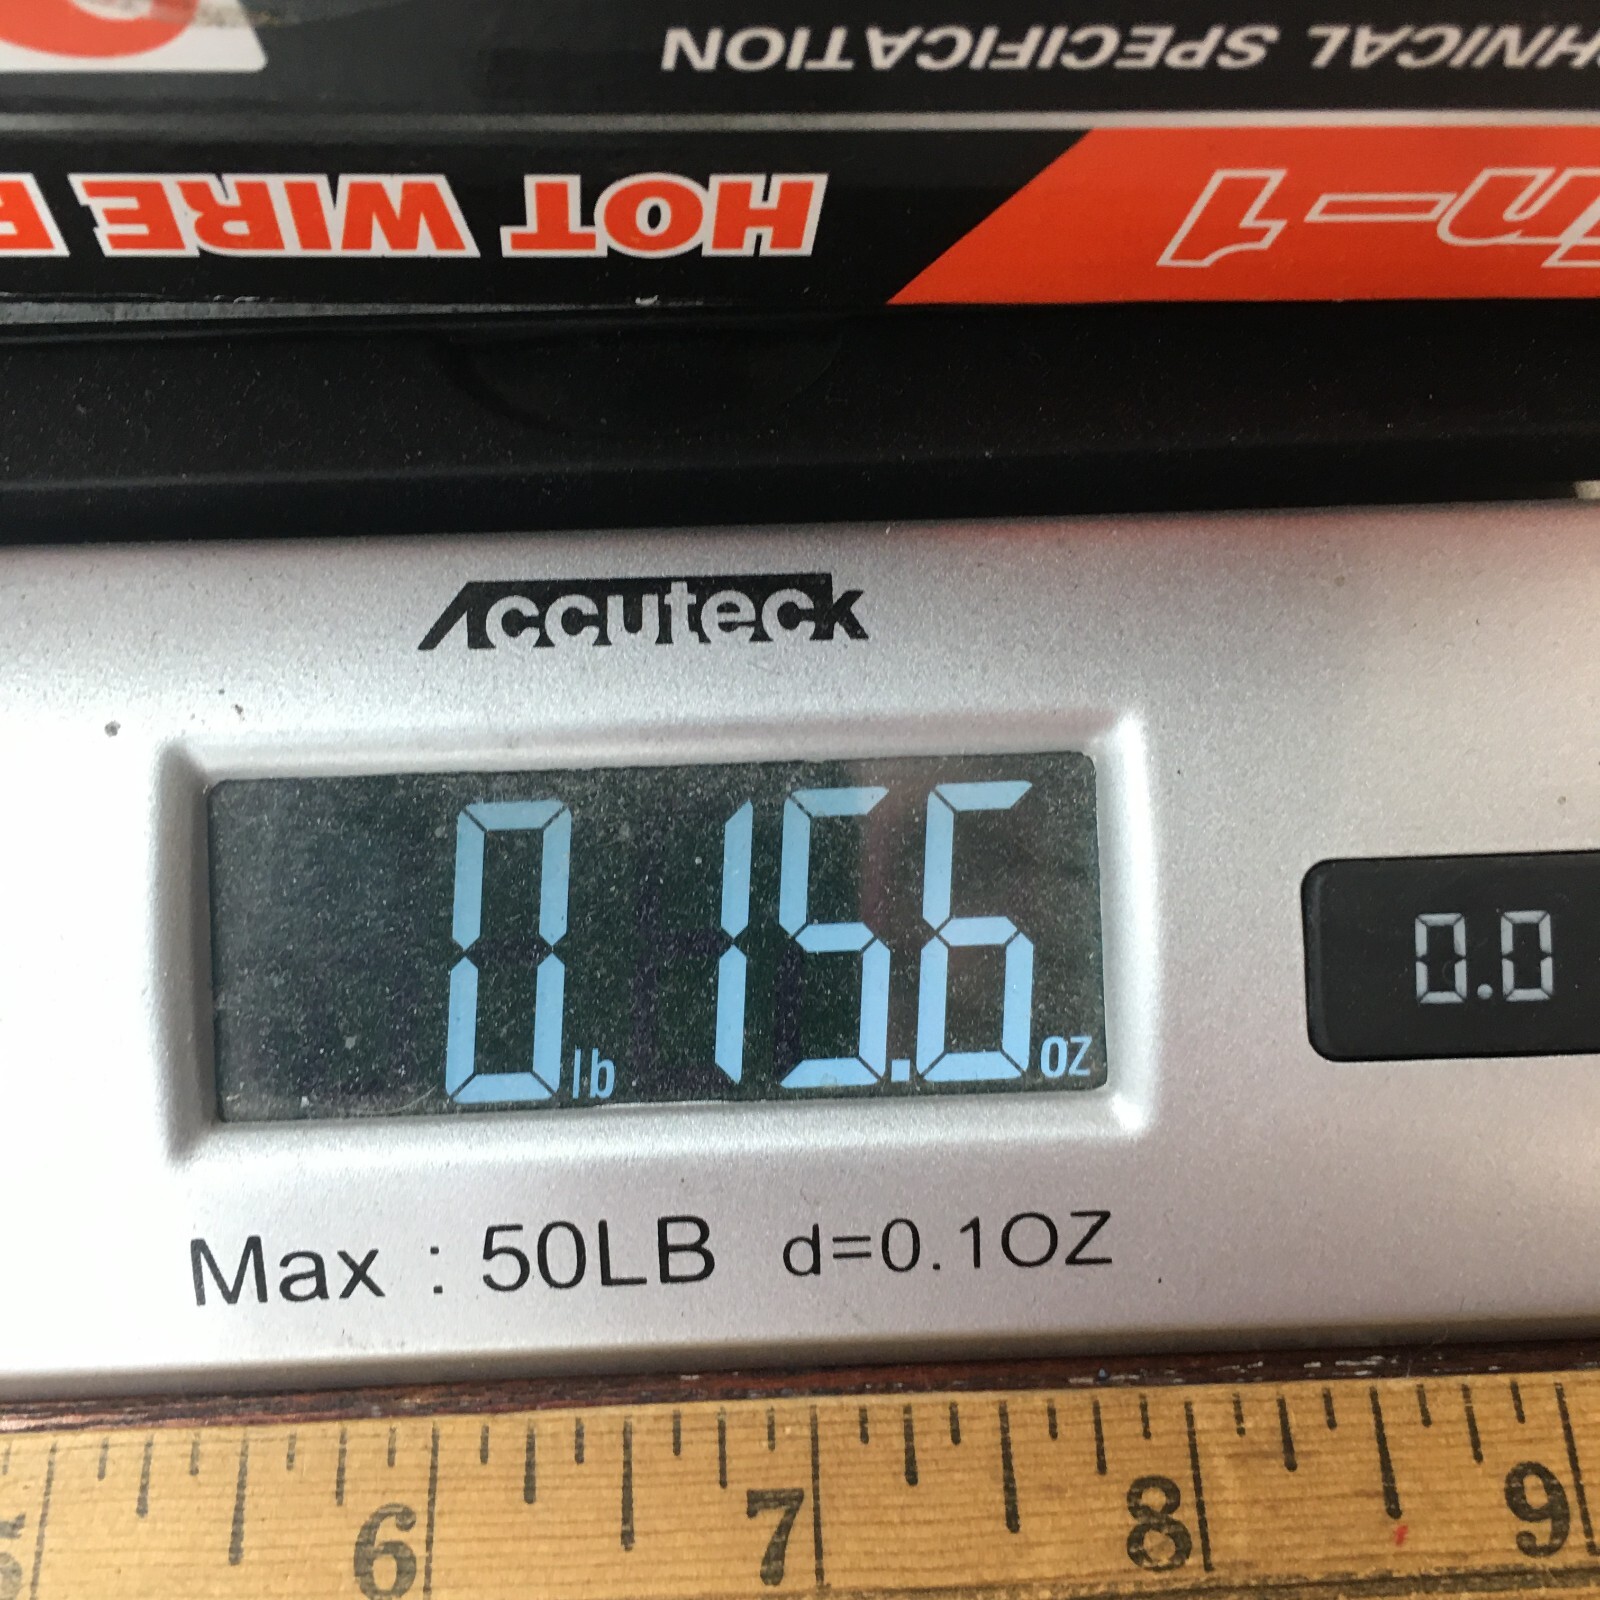 HNICAL SPECIFICATION
in-1
HOT WIRE
Accuteck
0 lb 15.6 oz
0.0
Max : 50LB d=0.1OZ
6 7 8 9